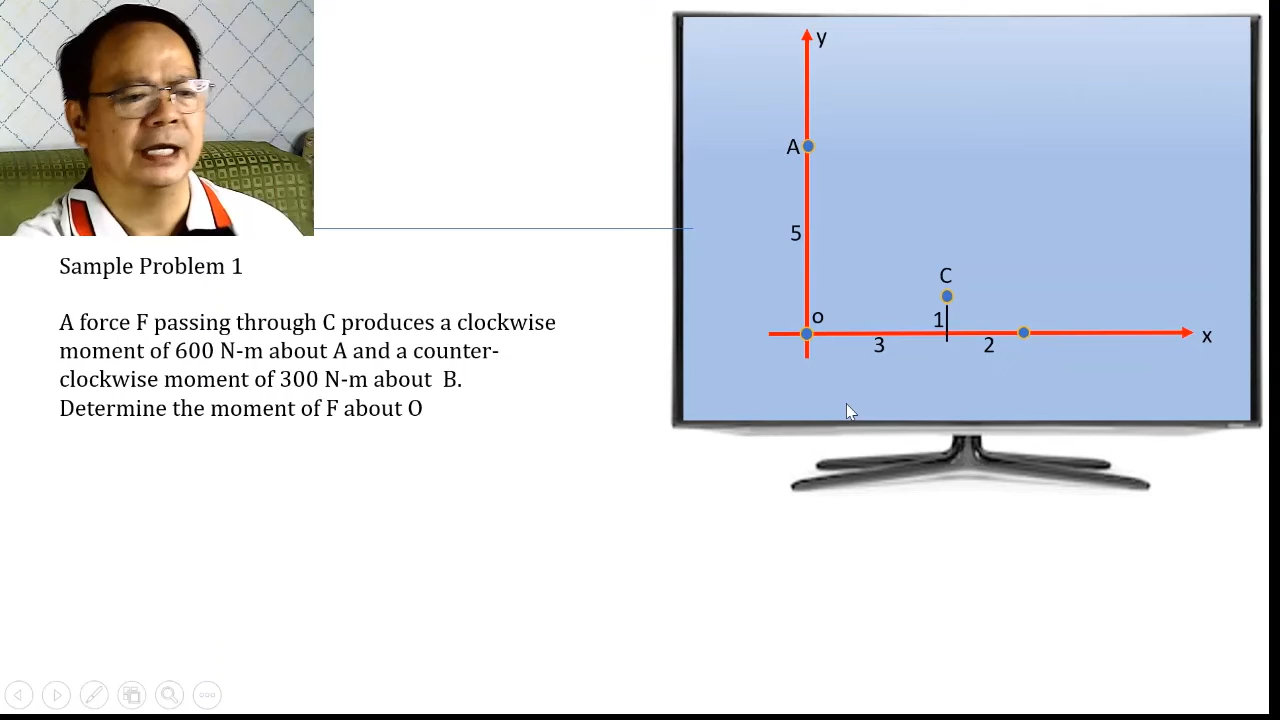 Sample Problem 1
A force F passing through C produces a clockwise
moment of 600 N-m about A and a counter-
clockwise moment of 300 N-m about B.
Determine the moment of F about O
y
A
5
C
o
1
3
2
x